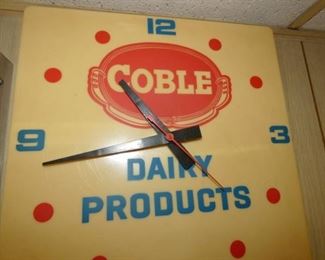 12
COBLE
9
3
DAIRY
PRODUCTS